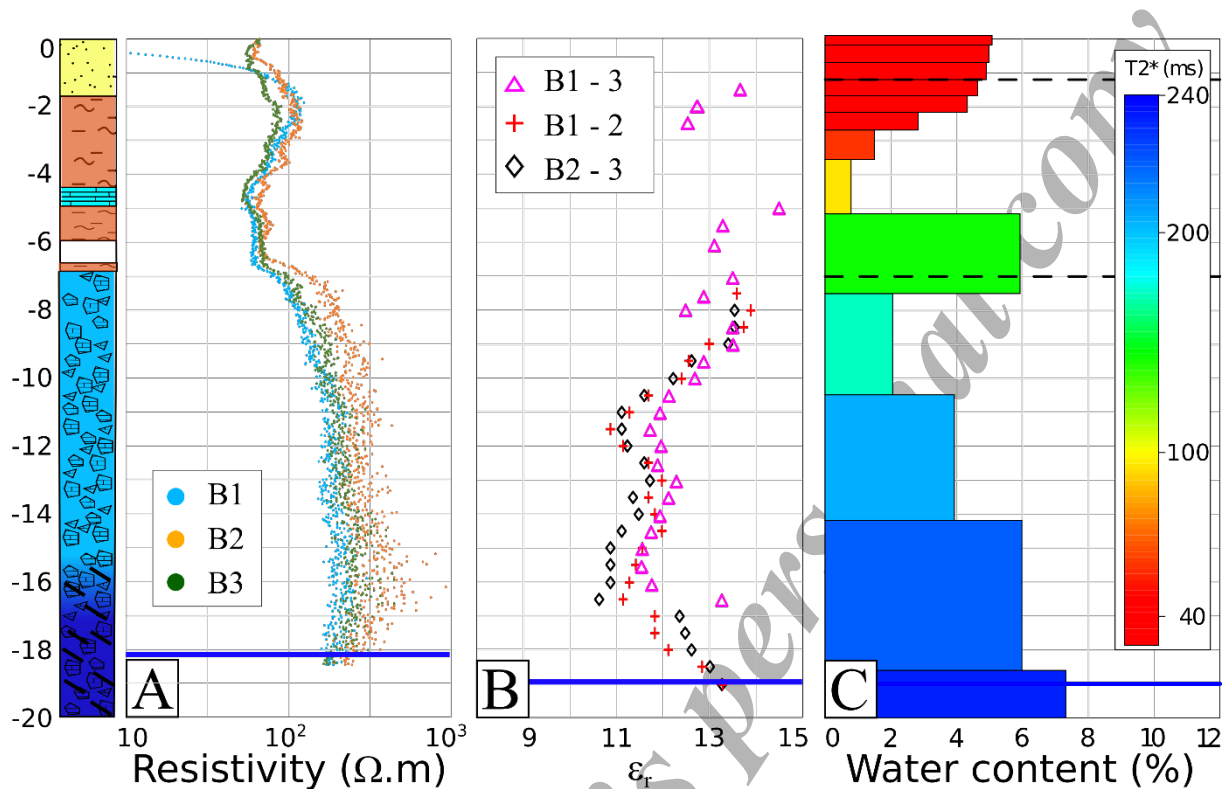 0
-2
-4
-6
-8
-10
-12
-14
-16
-18
-20
B1
B2
B3
A
10 10² 10³
Resistivity (Ω.m)
B1 - 3
B1 - 2
B2 - 3
B
9 11 13 15
εr
T2* (ms)
240
200
100
40
C
0 2 4 6 8 10 12
Water content (%)
s personal copy